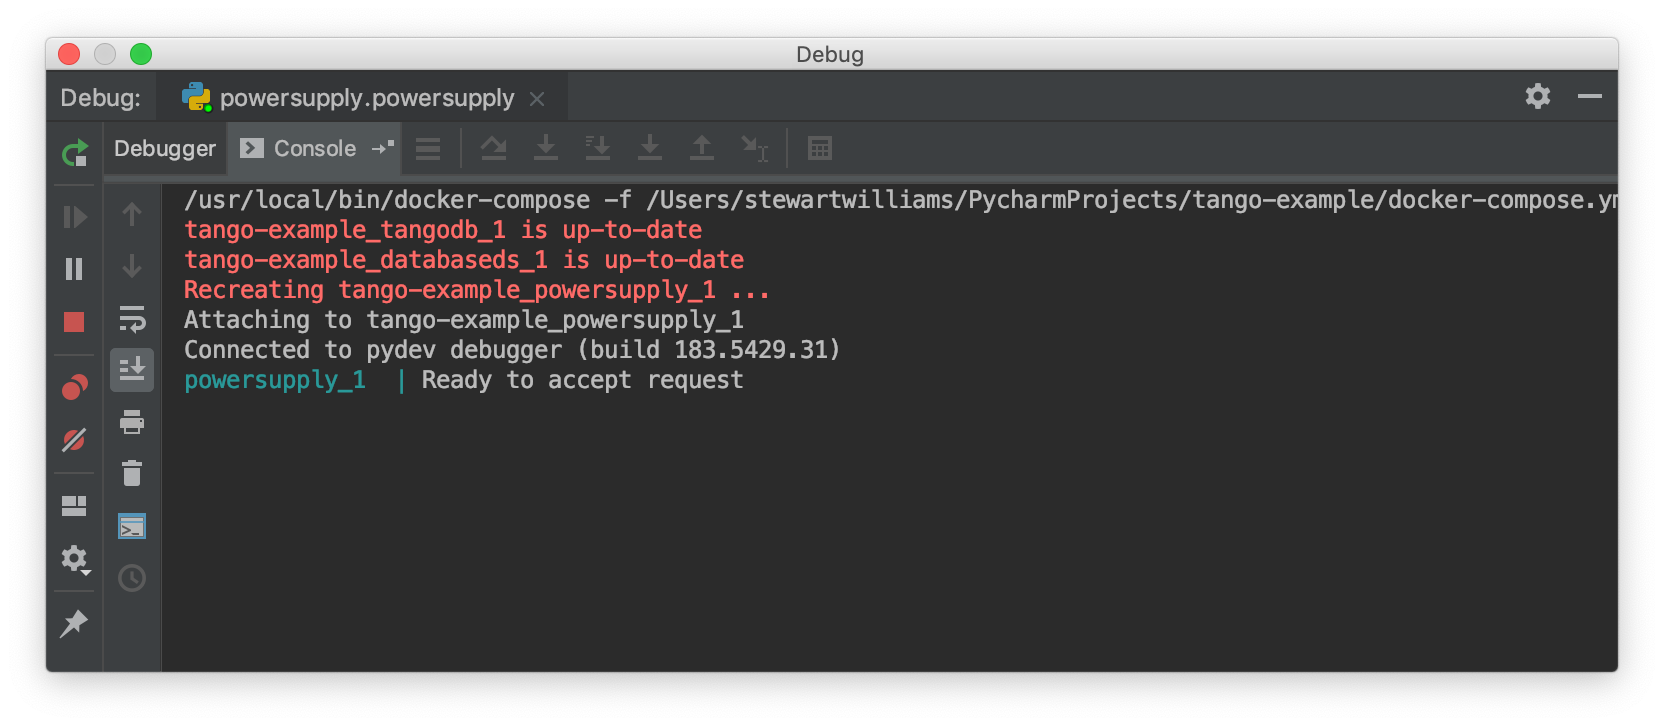 Debug
Debug: powersupply.powersupply
Debugger Console
/usr/local/bin/docker-compose -f /Users/stewartwilliams/PycharmProjects/tango-example/docker-compose.ym
tango-example_tangodb_1 is up-to-date
tango-example_databaseds_1 is up-to-date
Recreating tango-example_powersupply_1 ...
Attaching to tango-example_powersupply_1
Connected to pydev debugger (build 183.5429.31)
powersupply_1  | Ready to accept request